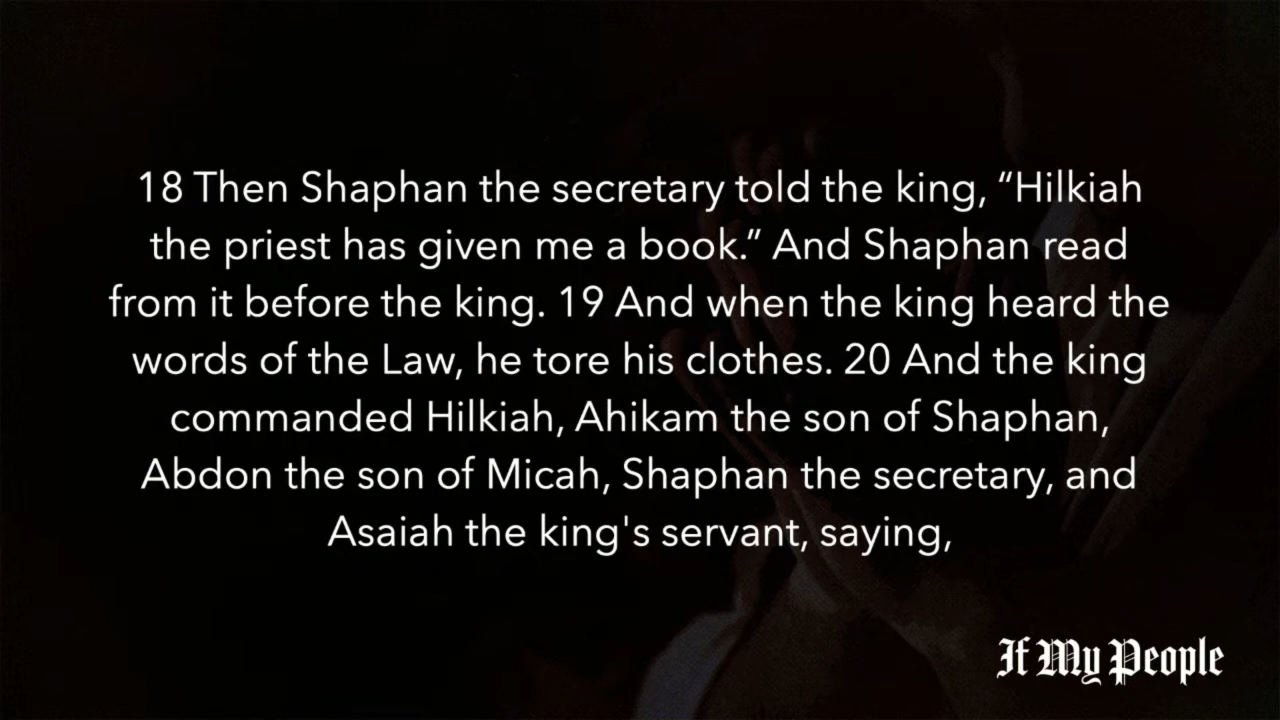 18 Then Shaphan the secretary told the king, “Hilkiah
the priest has given me a book.” And Shaphan read
from it before the king. 19 And when the king heard the
words of the Law, he tore his clothes. 20 And the king
commanded Hilkiah, Ahikam the son of Shaphan,
Abdon the son of Micah, Shaphan the secretary, and
Asaiah the king's servant, saying,
If My People